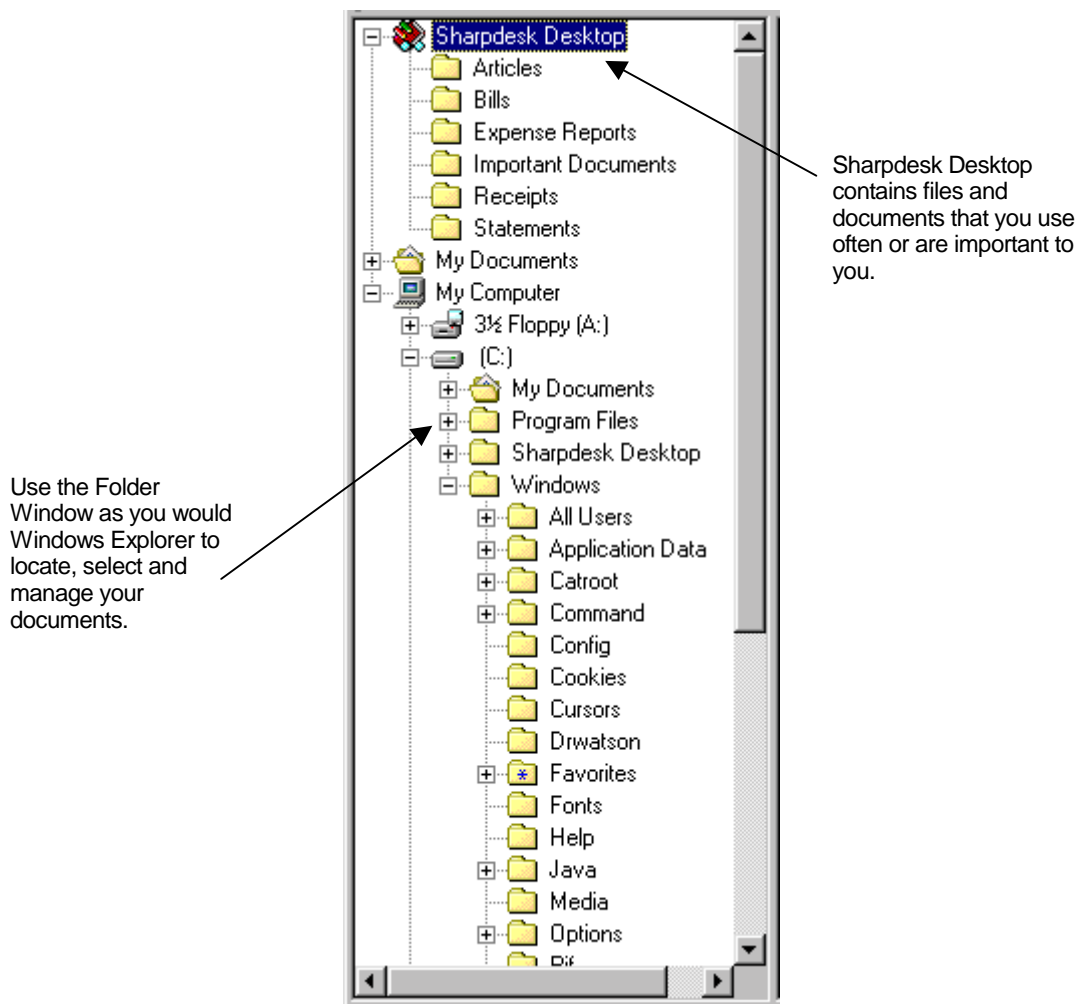 Sharpdesk Desktop
Articles
Bills
Expense Reports
Important Documents
Receipts
Statements
My Documents
My Computer
3½ Floppy (A:)
(C:)
My Documents
Program Files
Sharpdesk Desktop
Windows
All Users
Application Data
Catroot
Command
Config
Cookies
Cursors
Drwatson
Favorites
Fonts
Help
Java
Media
Options
Sharpdesk Desktop
contains files and
documents that you use
often or are important to
you.
Use the Folder
Window as you would
Windows Explorer to
locate, select and
manage your
documents.